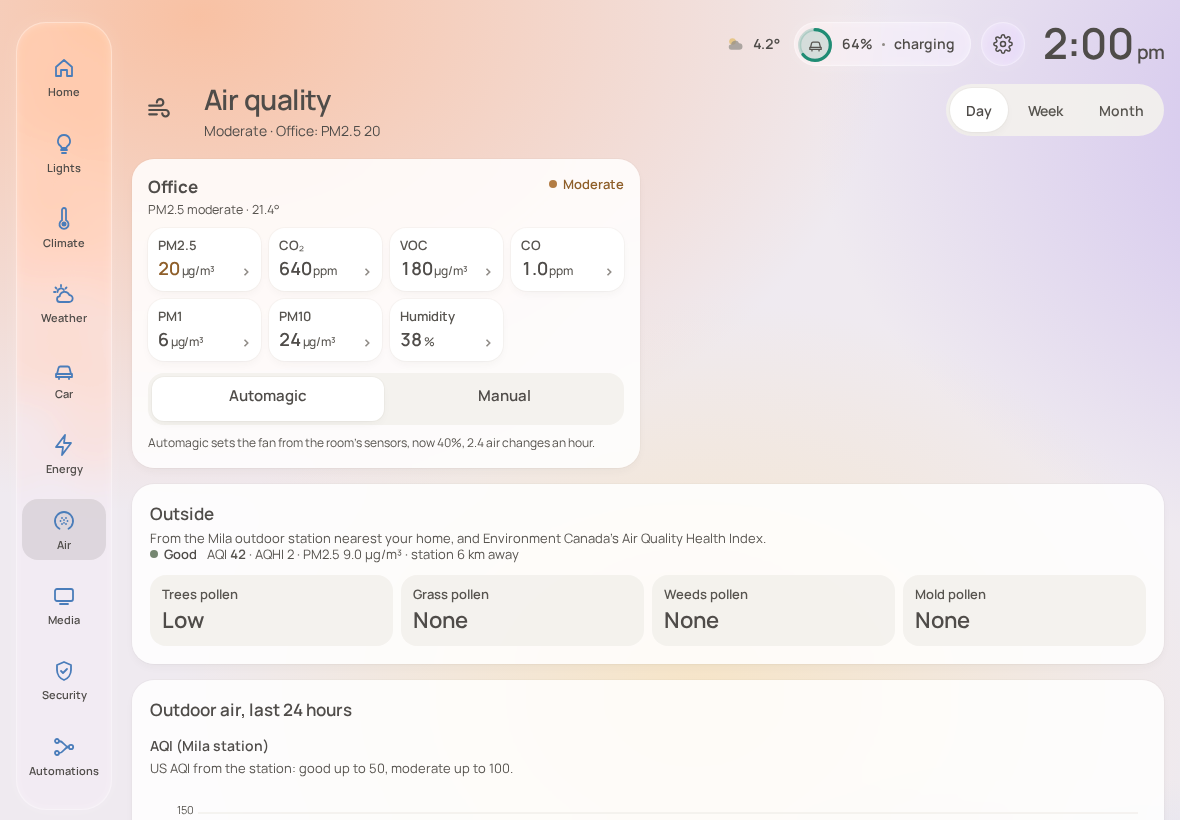 4.2°
64% · charging
2:00 pm
Home
Lights
Climate
Weather
Car
Energy
Air
Media
Security
Automations
Air quality
Moderate · Office: PM2.5 20
Day Week Month
Office
Moderate
PM2.5 moderate · 21.4°
PM2.5
20 µg/m³
CO₂
640 ppm
VOC
180 µg/m³
CO
1.0 ppm
PM1
6 µg/m³
PM10
24 µg/m³
Humidity
38 %
Automagic Manual
Automagic sets the fan from the room's sensors, now 40%, 2.4 air changes an hour.
Outside
From the Mila outdoor station nearest your home, and Environment Canada's Air Quality Health Index.
Good AQI 42 · AQHI 2 · PM2.5 9.0 µg/m³ · station 6 km away
Trees pollen
Low
Grass pollen
None
Weeds pollen
None
Mold pollen
None
Outdoor air, last 24 hours
AQI (Mila station)
US AQI from the station: good up to 50, moderate up to 100.
150